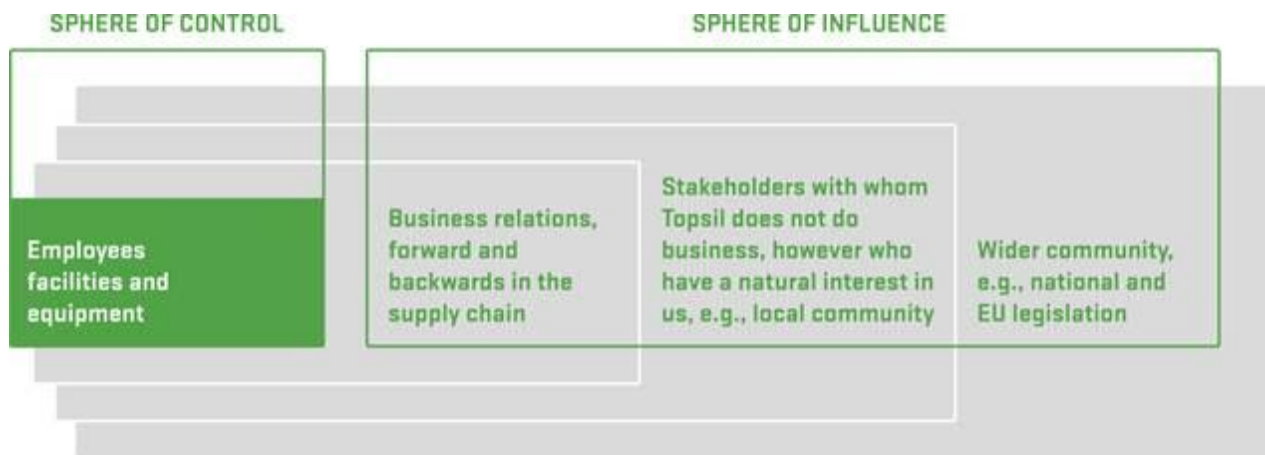 SPHERE OF CONTROL
SPHERE OF INFLUENCE
Employees
facilities and
equipment
Business relations,
forward and
backwards in the
supply chain
Stakeholders with whom
Topsil does not do
business, however who
have a natural interest in
us, e.g., local community
Wider community,
e.g., national and
EU legislation